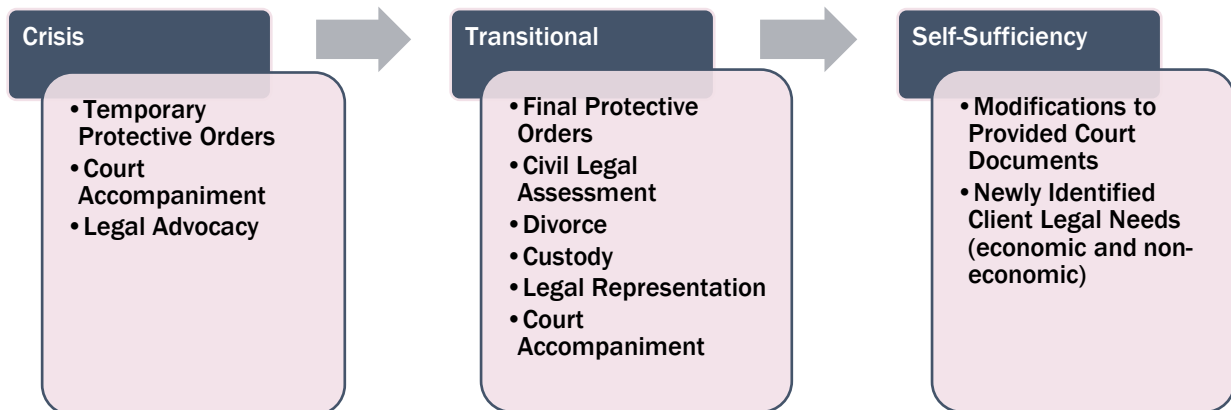 Crisis
• Temporary
Protective Orders
• Court
Accompaniment
• Legal Advocacy
Transitional
• Final Protective
Orders
• Civil Legal
Assessment
• Divorce
• Custody
• Legal Representation
• Court
Accompaniment
Self-Sufficiency
• Modifications to
Provided Court
Documents
• Newly Identified
Client Legal Needs
(economic and non-
economic)